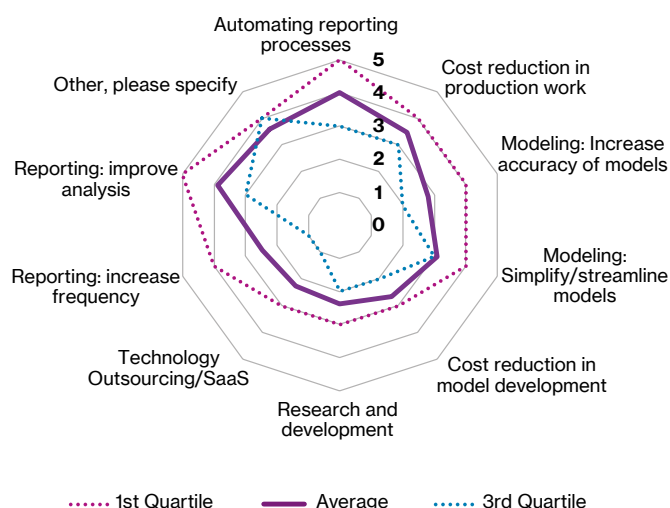 Automating reporting
processes
Cost reduction in
production work
Modeling: Increase
accuracy of models
Modeling:
Simplify/streamline
models
Cost reduction in
model development
Research and
development
Technology
Outsourcing/SaaS
Reporting: increase
frequency
Reporting: improve
analysis
Other, please specify
5
4
3
2
1
0
1st Quartile
Average
3rd Quartile